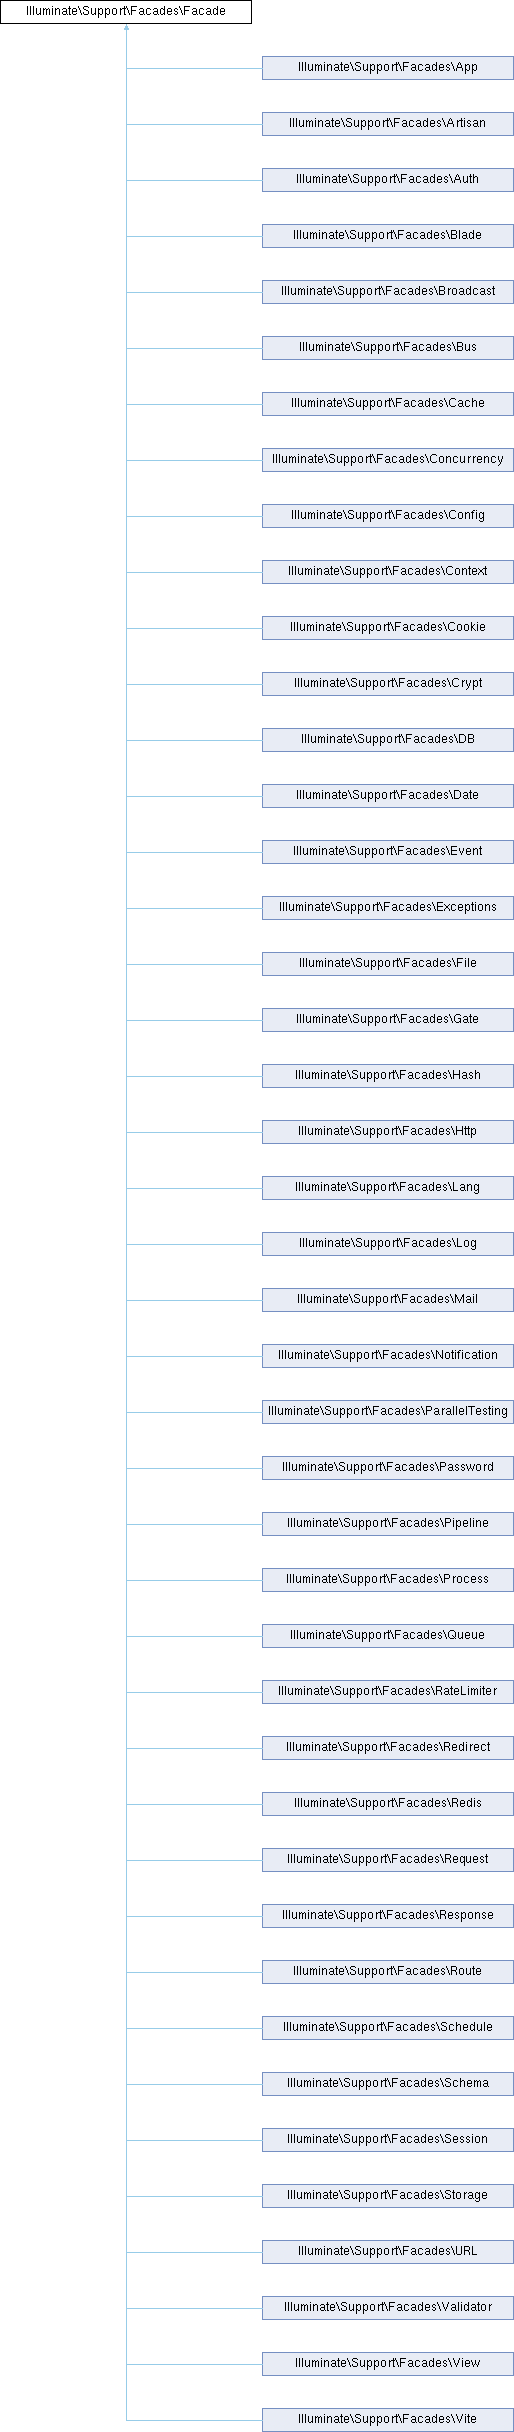 Illuminate\Support\Facades\Facade
Illuminate\Support\Facades\App
Illuminate\Support\Facades\Artisan
Illuminate\Support\Facades\Auth
Illuminate\Support\Facades\Blade
Illuminate\Support\Facades\Broadcast
Illuminate\Support\Facades\Bus
Illuminate\Support\Facades\Cache
Illuminate\Support\Facades\Concurrency
Illuminate\Support\Facades\Config
Illuminate\Support\Facades\Context
Illuminate\Support\Facades\Cookie
Illuminate\Support\Facades\Crypt
Illuminate\Support\Facades\DB
Illuminate\Support\Facades\Date
Illuminate\Support\Facades\Event
Illuminate\Support\Facades\Exceptions
Illuminate\Support\Facades\File
Illuminate\Support\Facades\Gate
Illuminate\Support\Facades\Hash
Illuminate\Support\Facades\Http
Illuminate\Support\Facades\Lang
Illuminate\Support\Facades\Log
Illuminate\Support\Facades\Mail
Illuminate\Support\Facades\Notification
Illuminate\Support\Facades\ParallelTesting
Illuminate\Support\Facades\Password
Illuminate\Support\Facades\Pipeline
Illuminate\Support\Facades\Process
Illuminate\Support\Facades\Queue
Illuminate\Support\Facades\RateLimiter
Illuminate\Support\Facades\Redirect
Illuminate\Support\Facades\Redis
Illuminate\Support\Facades\Request
Illuminate\Support\Facades\Response
Illuminate\Support\Facades\Route
Illuminate\Support\Facades\Schedule
Illuminate\Support\Facades\Schema
Illuminate\Support\Facades\Session
Illuminate\Support\Facades\Storage
Illuminate\Support\Facades\URL
Illuminate\Support\Facades\Validator
Illuminate\Support\Facades\View
Illuminate\Support\Facades\Vite